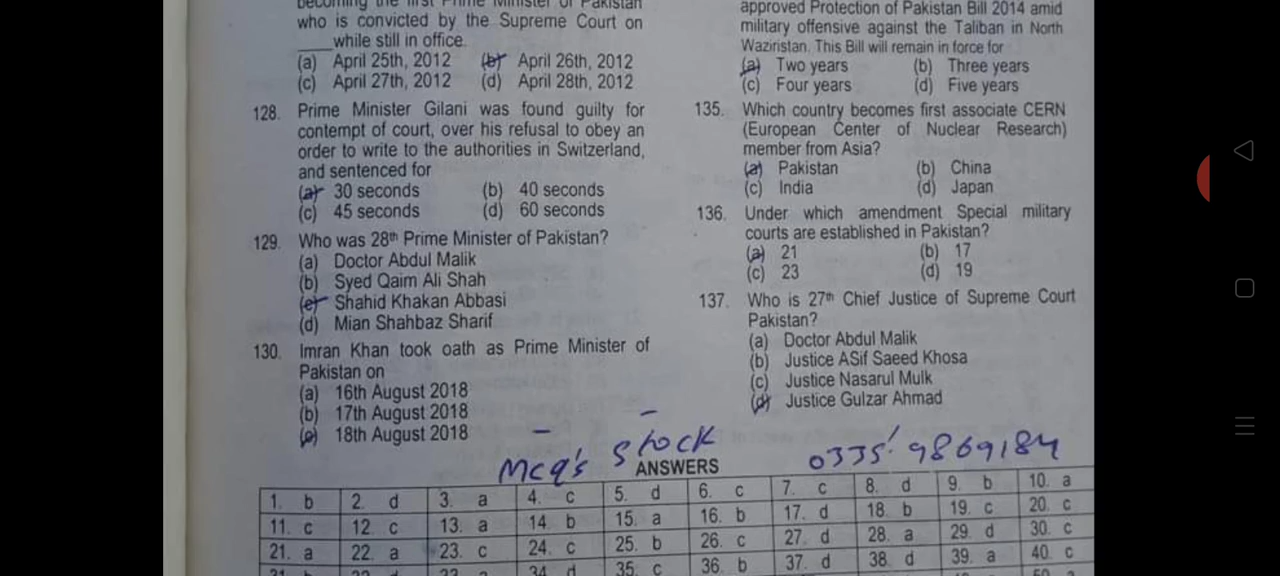 becoming the first Prime Minister of Pakistan
who is convicted by the Supreme Court on
____while still in office.
(a) April 25th, 2012 (b) April 26th, 2012
(c) April 27th, 2012 (d) April 28th, 2012
128. Prime Minister Gilani was found guilty for
contempt of court, over his refusal to obey an
order to write to the authorities in Switzerland,
and sentenced for
(a) 30 seconds (b) 40 seconds
(c) 45 seconds (d) 60 seconds
129. Who was 28th Prime Minister of Pakistan?
(a) Doctor Abdul Malik
(b) Syed Qaim Ali Shah
(c) Shahid Khakan Abbasi
(d) Mian Shahbaz Sharif
130. Imran Khan took oath as Prime Minister of
Pakistan on
(a) 16th August 2018
(b) 17th August 2018
(c) 18th August 2018
approved Protection of Pakistan Bill 2014 amid
military offensive against the Taliban in North
Waziristan. This Bill will remain in force for
(a) Two years (b) Three years
(c) Four years (d) Five years
135. Which country becomes first associate CERN
(European Center of Nuclear Research)
member from Asia?
(a) Pakistan (b) China
(c) India (d) Japan
136. Under which amendment Special military
courts are established in Pakistan?
(a) 21 (b) 17
(c) 23 (d) 19
137. Who is 27th Chief Justice of Supreme Court
Pakistan?
(a) Doctor Abdul Malik
(b) Justice ASif Saeed Khosa
(c) Justice Nasarul Mulk
(d) Justice Gulzar Ahmad
Mcq's Stock 0335' 9869184
ANSWERS
1. b 2. d 3. a 4. c 5. d 6. c 7. c 8. d 9. b 10. a
11. c 12. c 13. a 14. b 15. a 16. b 17. d 18. b 19. c 20. c
21. a 22. a 23. c 24. c 25. b 26. c 27. d 28. a 29. d 30. c
34. d 35. c 36. b 37. d 38. d 39. a 40. c